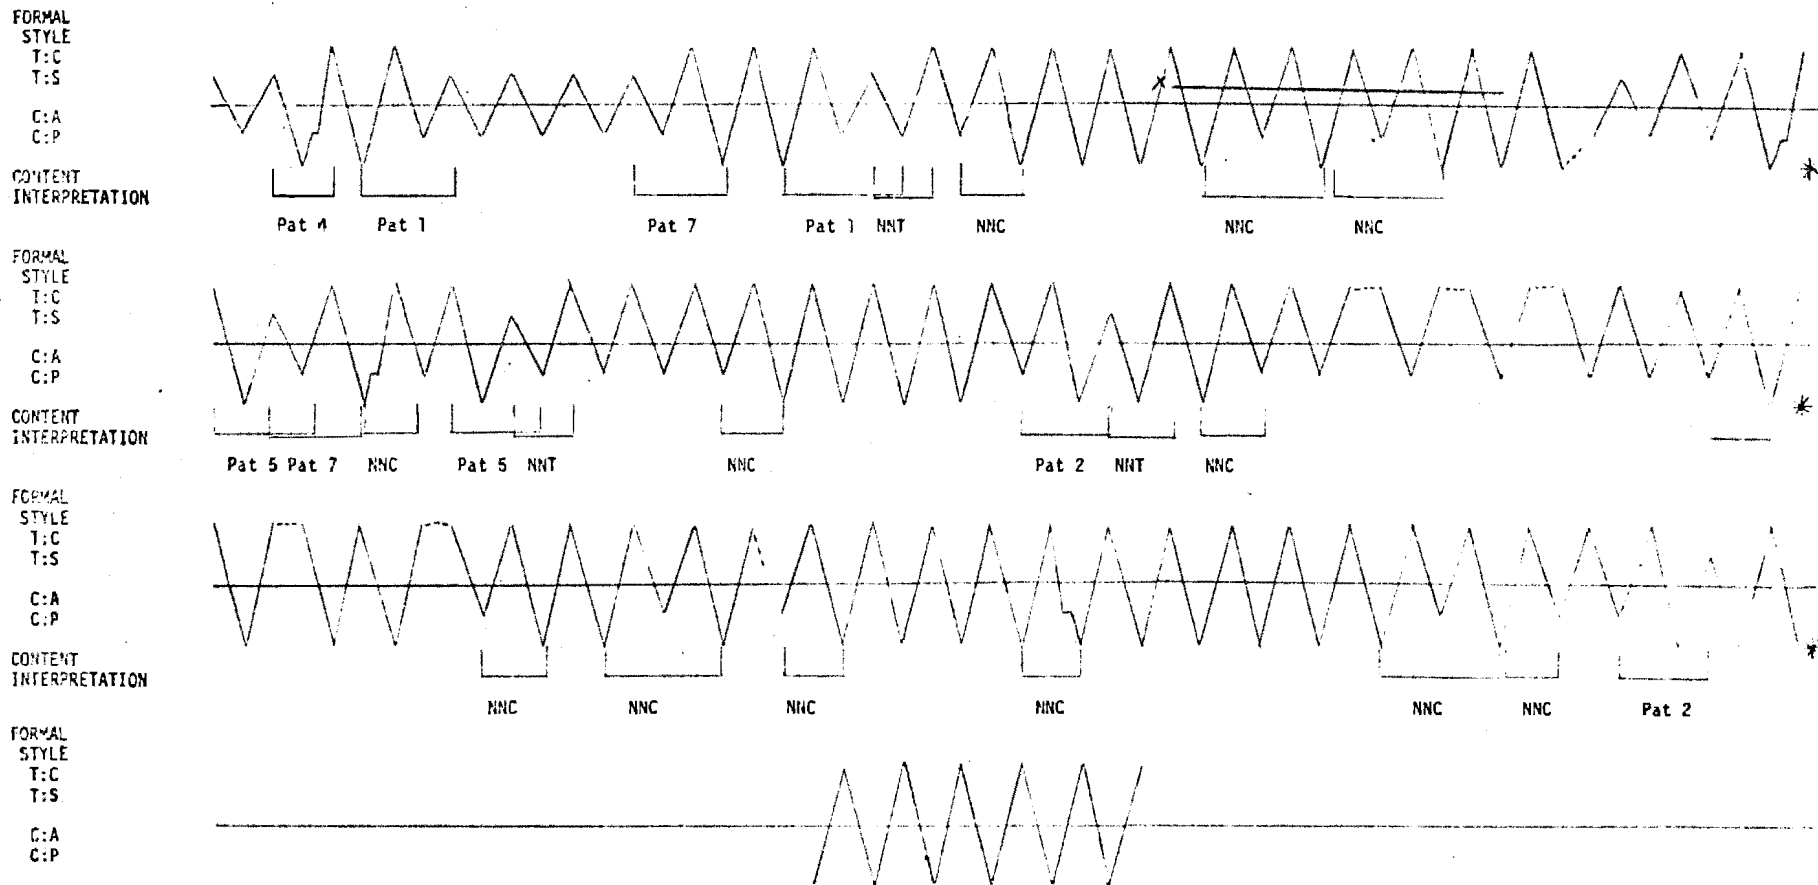 FORMAL
STYLE
T:C
T:S
C:A
C:P
CONTENT
INTERPRETATION
Pat 4 Pat 1 Pat 7 Pat 1 NNT NNC NNC NNC
FORMAL
STYLE
T:C
T:S
C:A
C:P
CONTENT
INTERPRETATION
Pat 5 Pat 7 NNC Pat 5 NNT NNC Pat 2 NNT NNC
FORMAL
STYLE
T:C
T:S
C:A
C:P
CONTENT
INTERPRETATION
NNC NNC NNC NNC NNC NNC Pat 2
FORMAL
STYLE
T:C
T:S
C:A
C:P